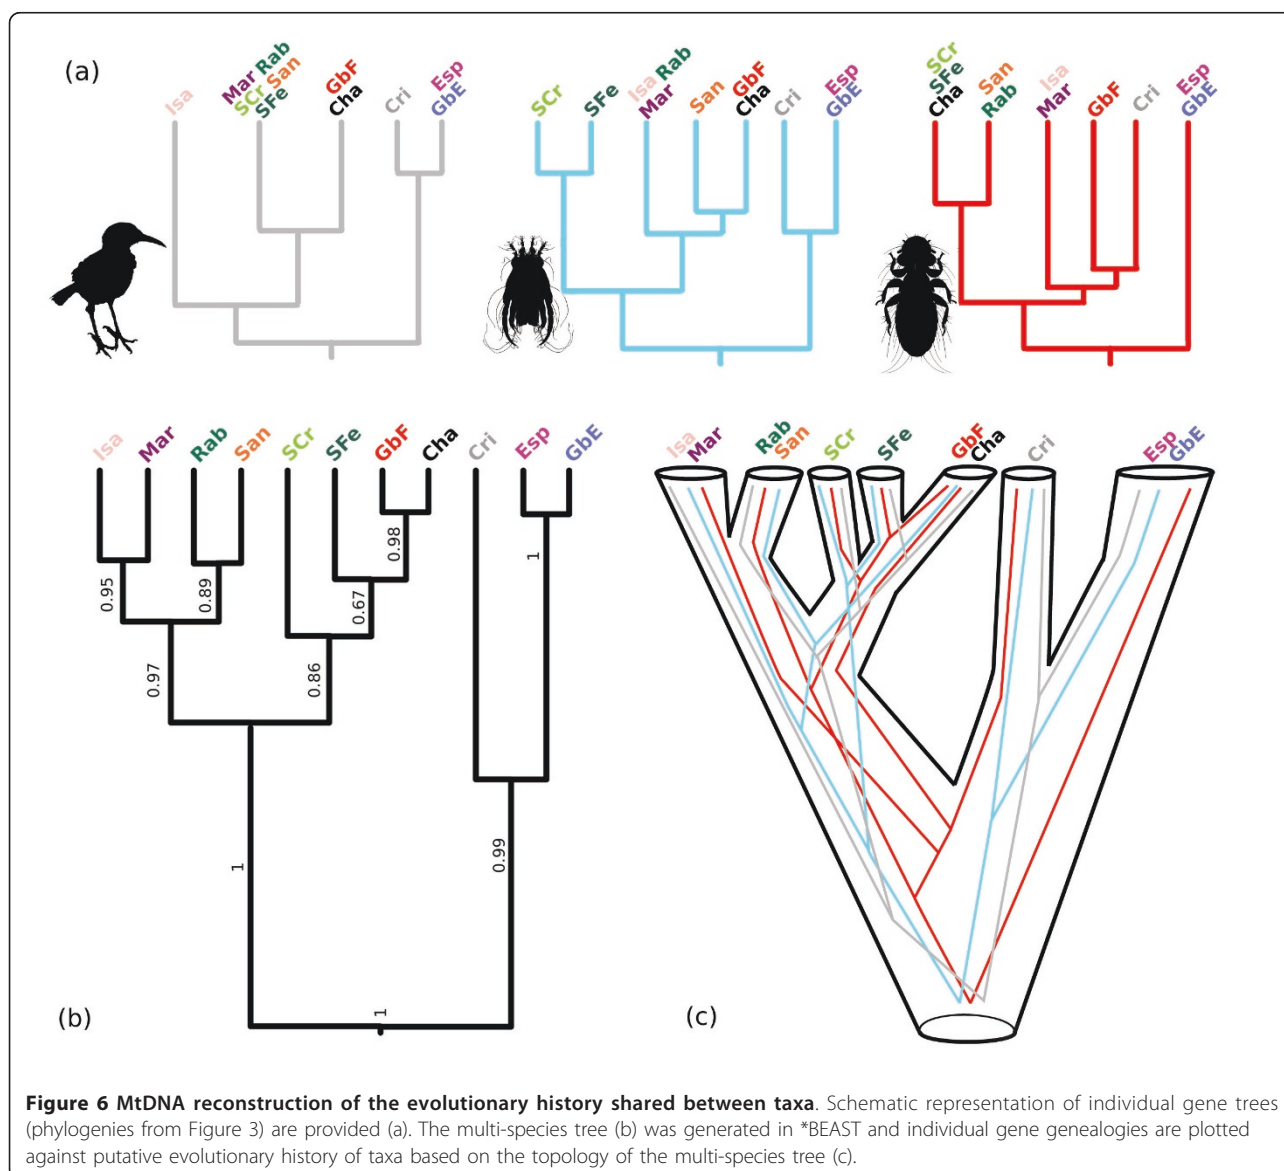 (a)
Isa
Mar Rab
SCr San
SFe
GbF
Cha
Cri
Esp
GbE
SCr
SFe
Isa Rab
Mar
San
GbF
Cha
Cri
Esp
GbE
SCr
SFe
Cha
San
Rab
Isa
Mar
GbF
Cri
Esp
GbE
Isa Mar Rab San SCr SFe GbF Cha Cri Esp GbE
0.95
0.89
0.98
0.67
1
0.97
0.86
1
0.99
1
(b)
Isa
Mar
Rab
San
SCr
SFe
GbF
Cha
Cri
Esp
GbE
(c)
Figure 6 MtDNA reconstruction of the evolutionary history shared between taxa. Schematic representation of individual gene trees
(phylogenies from Figure 3) are provided (a). The multi-species tree (b) was generated in *BEAST and individual gene genealogies are plotted
against putative evolutionary history of taxa based on the topology of the multi-species tree (c).